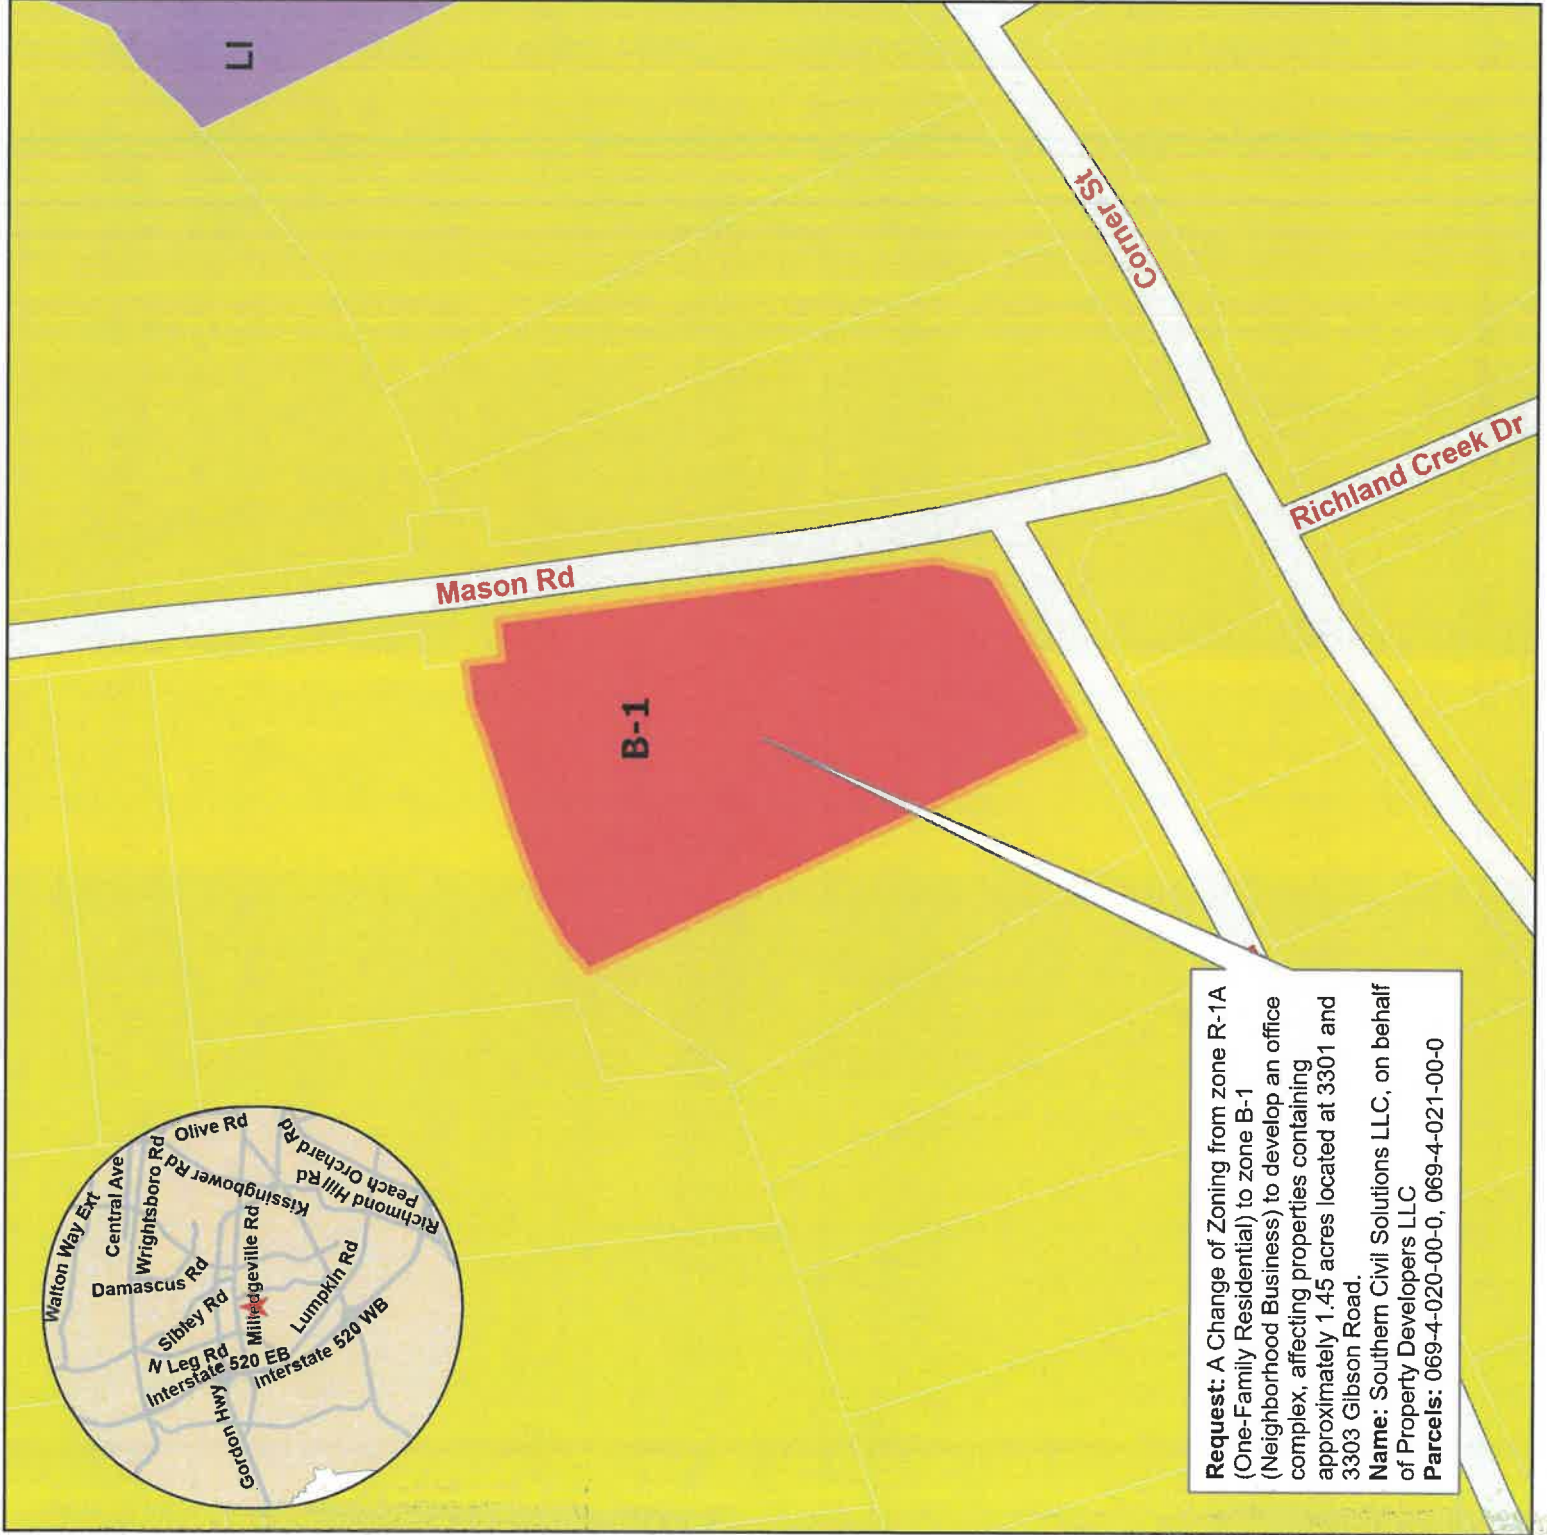 LI
Corner St
Mason Rd
Richland Creek Dr
B-1
Walton Way Ext
Central Ave
Wrightsboro Rd
Olive Rd
Damascus Rd
Kissingbower Rd
Peach Orchard Rd
Richmond Hill Rd
Sibley Rd
Milledgeville Rd
Lumpkin Rd
N Leg Rd
Interstate 520 EB
Interstate 520 WB
Gordon Hwy
Request: A Change of Zoning from zone R-1A
(One-Family Residential) to zone B-1
(Neighborhood Business) to develop an office
complex, affecting properties containing
approximately 1.45 acres located at 3301 and
3303 Gibson Road.
Name: Southern Civil Solutions LLC, on behalf
of Property Developers LLC
Parcels: 069-4-020-00-0, 069-4-021-00-0